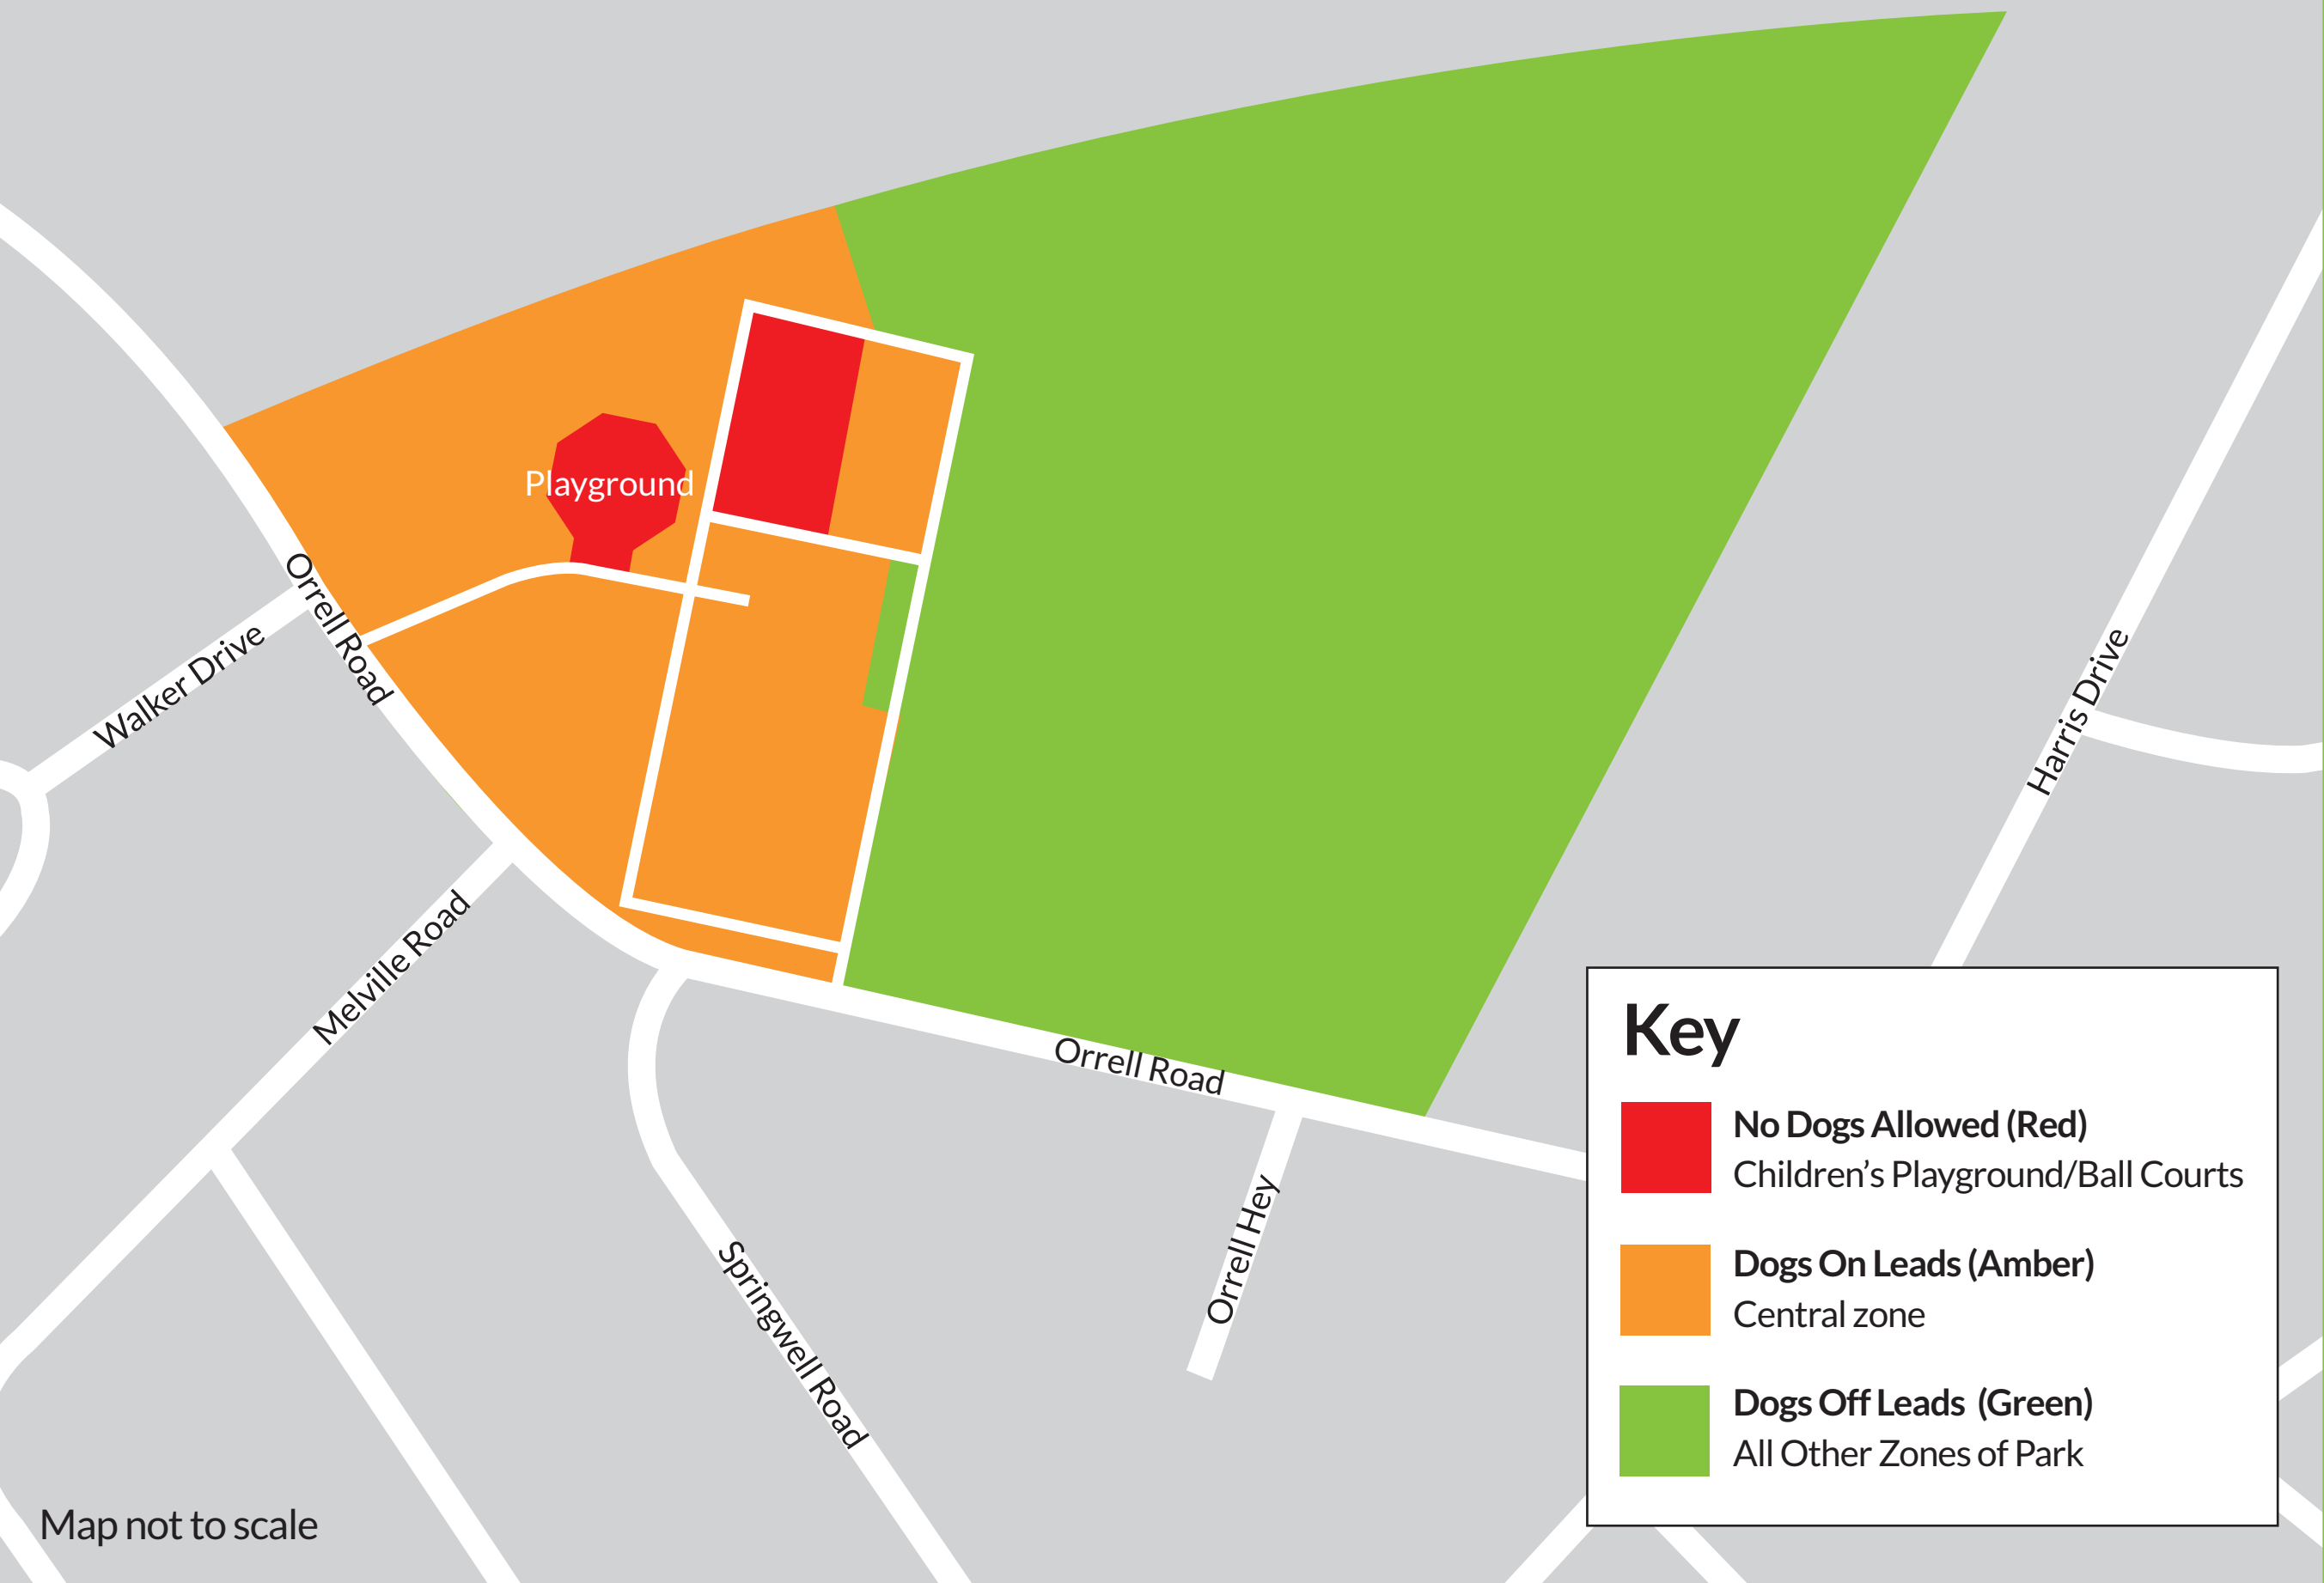 Playground
Orrell Road
Walker Drive
Harris Drive
Melville Road
Orrell Road
Orrell Hey
Springwell Road
Key
No Dogs Allowed (Red)
Children’s Playground/Ball Courts
Dogs On Leads (Amber)
Central zone
Dogs Off Leads (Green)
All Other Zones of Park
Map not to scale